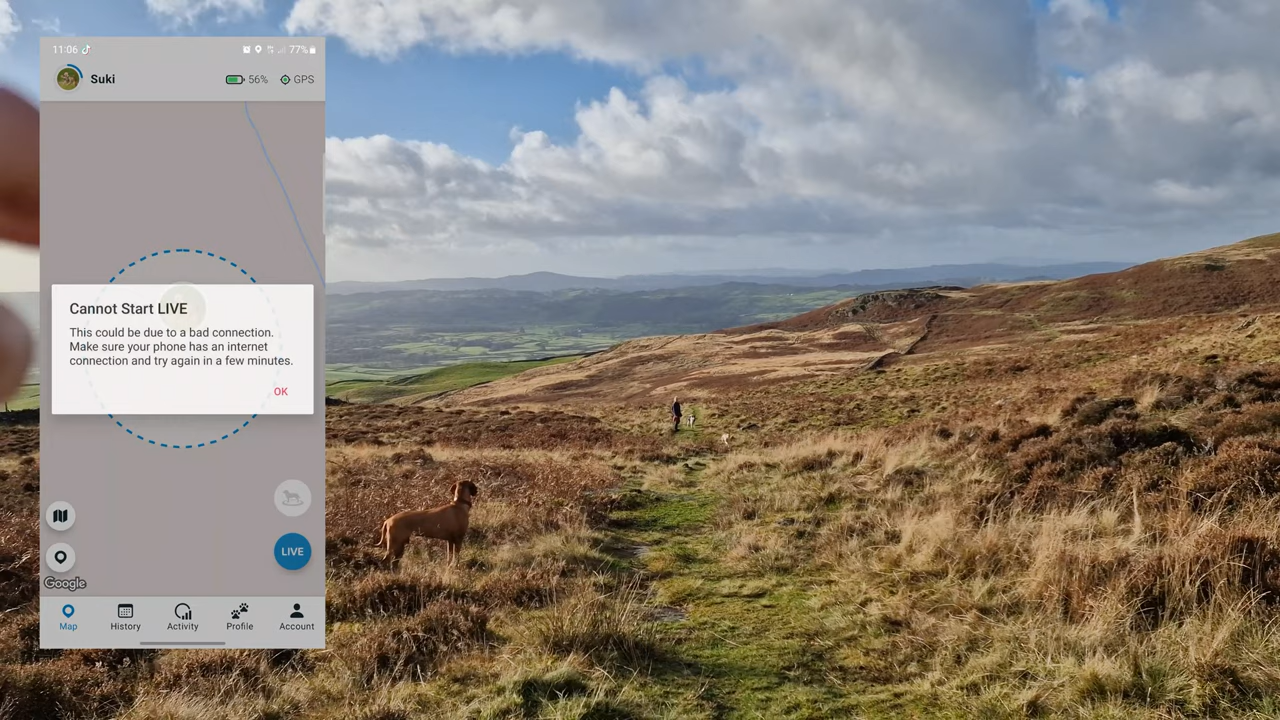 11:06
77%
Suki
56%
GPS
Cannot Start LIVE
This could be due to a bad connection.
Make sure your phone has an internet
connection and try again in a few minutes.
OK
LIVE
Google
Map
History
Activity
Profile
Account